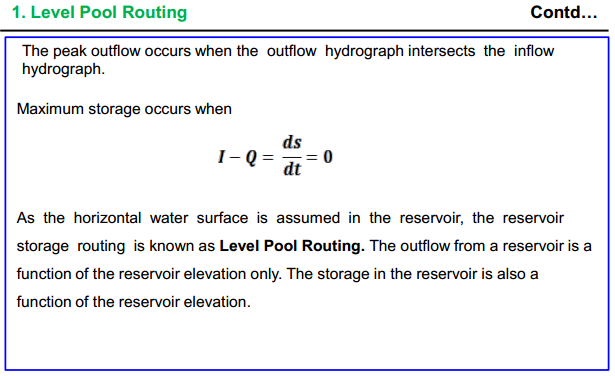 1. Level Pool Routing Contd...
The peak outflow occurs when the outflow hydrograph intersects the inflow
hydrograph.
Maximum storage occurs when
I − Q = ds/dt = 0
As the horizontal water surface is assumed in the reservoir, the reservoir
storage routing is known as Level Pool Routing. The outflow from a reservoir is a
function of the reservoir elevation only. The storage in the reservoir is also a
function of the reservoir elevation.